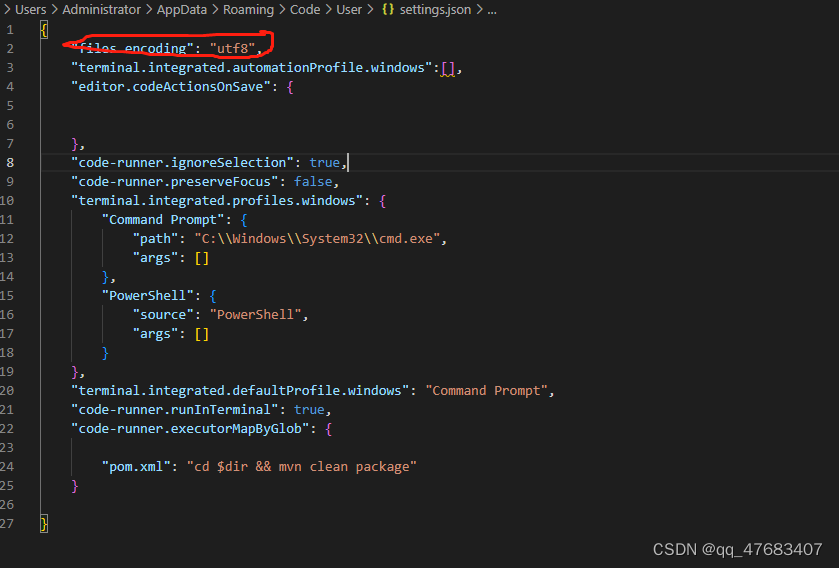 > Users > Administrator > AppData > Roaming > Code > User > {} settings.json > ...
1 {
2 "files.encoding": "utf8",
3 "terminal.integrated.automationProfile.windows":[],
4 "editor.codeActionsOnSave": {
5
6
7 },
8 "code-runner.ignoreSelection": true,
9 "code-runner.preserveFocus": false,
10 "terminal.integrated.profiles.windows": {
11 "Command Prompt": {
12 "path": "C:\\Windows\\System32\\cmd.exe",
13 "args": []
14 },
15 "PowerShell": {
16 "source": "PowerShell",
17 "args": []
18 }
19 },
20 "terminal.integrated.defaultProfile.windows": "Command Prompt",
21 "code-runner.runInTerminal": true,
22 "code-runner.executorMapByGlob": {
23
24 "pom.xml": "cd $dir && mvn clean package"
25 }
26
27 }
CSDN @qq_47683407